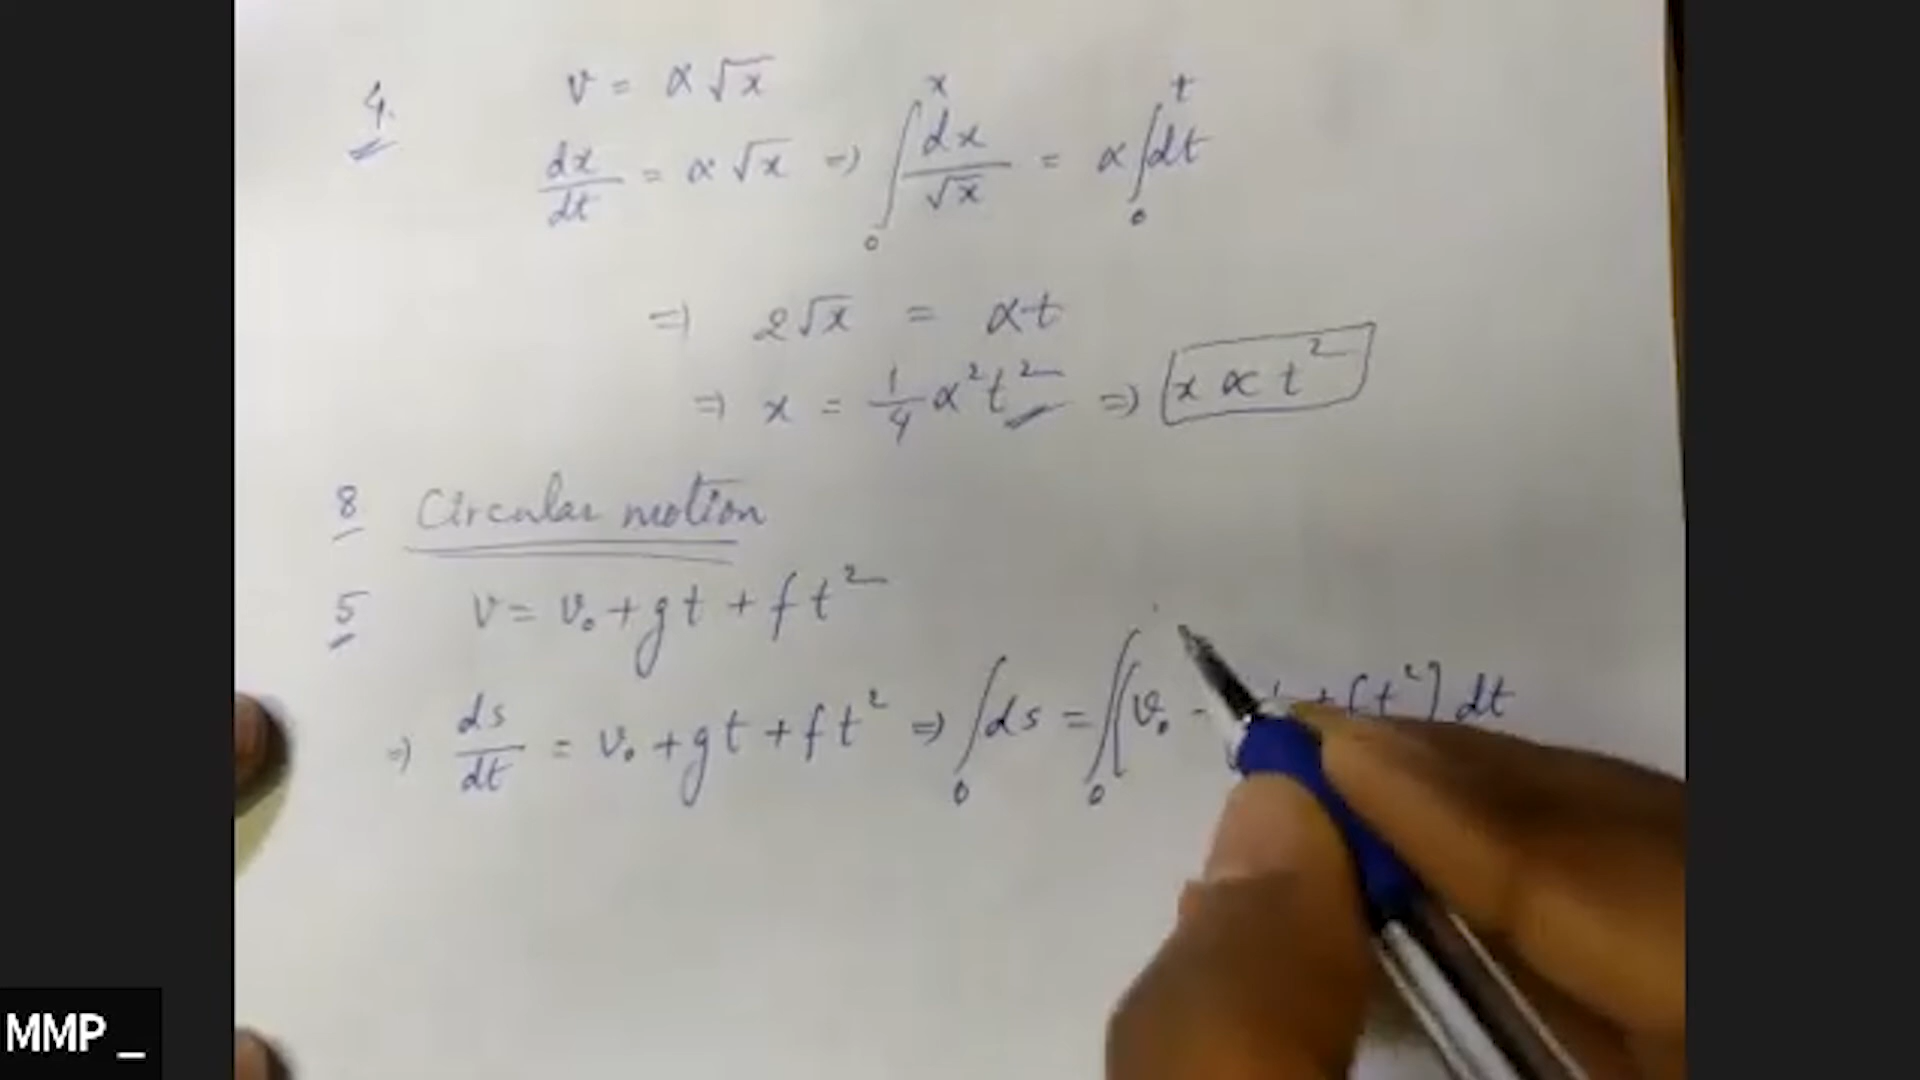 4. v = α √x
dx/dt = α √x ⇒ ∫₀ˣ dx/√x = α ∫₀ᵗ dt
⇒ 2√x = αt
⇒ x = 1/4 α²t² ⇒ x ∝ t²
8 Circular motion
5 v = v₀ + gt + ft²
⇒ ds/dt = v₀ + gt + ft² ⇒ ∫₀ ds = ∫₀ (v₀ + ft²) dt
MMP _